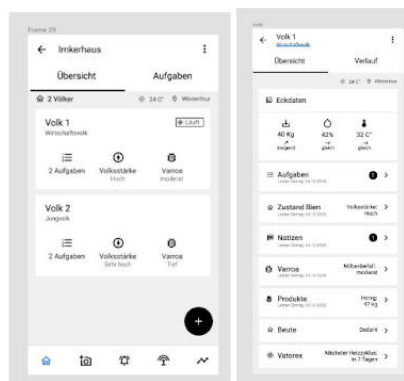 Frame 29
Imkerhaus
Übersicht
Aufgaben
2 Völker
24 C°
Winterthur
Volk 1
Wirtschaftsvolk
Läuft
2 Aufgaben
Volksstärke
Hoch
Varroa
moderat
Volk 2
Jungvolk
2 Aufgaben
Volksstärke
Sehr hoch
Varroa
Tief
Volk 1
Wirtschaftsvolk
Übersicht
Verlauf
24 C°
Winterthur
Eckdaten
40 Kg
42%
32 C°
steigend
gleich
gleich
Aufgaben
Zustand Bien
Volksstärke:
Hoch
Notizen
1
Varroa
Milbenbefall:
moderat
Produkte
Honig:
47 kg
Beute
Dadant
Vatorex
Nächster Heizzyklus:
in 7 Tagen